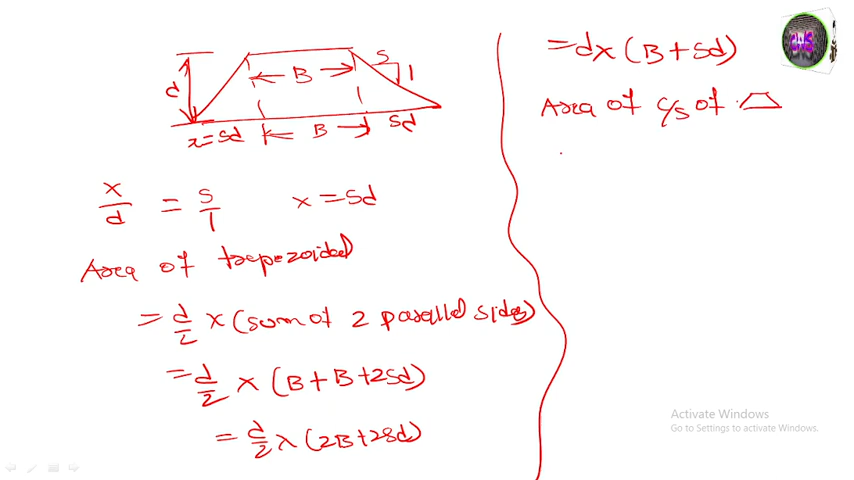 S
d
B
1
x=Sd
B
Sd
x/d = S/1 x=Sd
Area of trapezoidal
= d/2 x (sum of 2 parallel sides)
= d/2 x (B+B+2Sd)
= d/2 x (2B+2Sd)
= dx (B+Sd)
Area of c/s of
Activate Windows
Go to Settings to activate Windows.